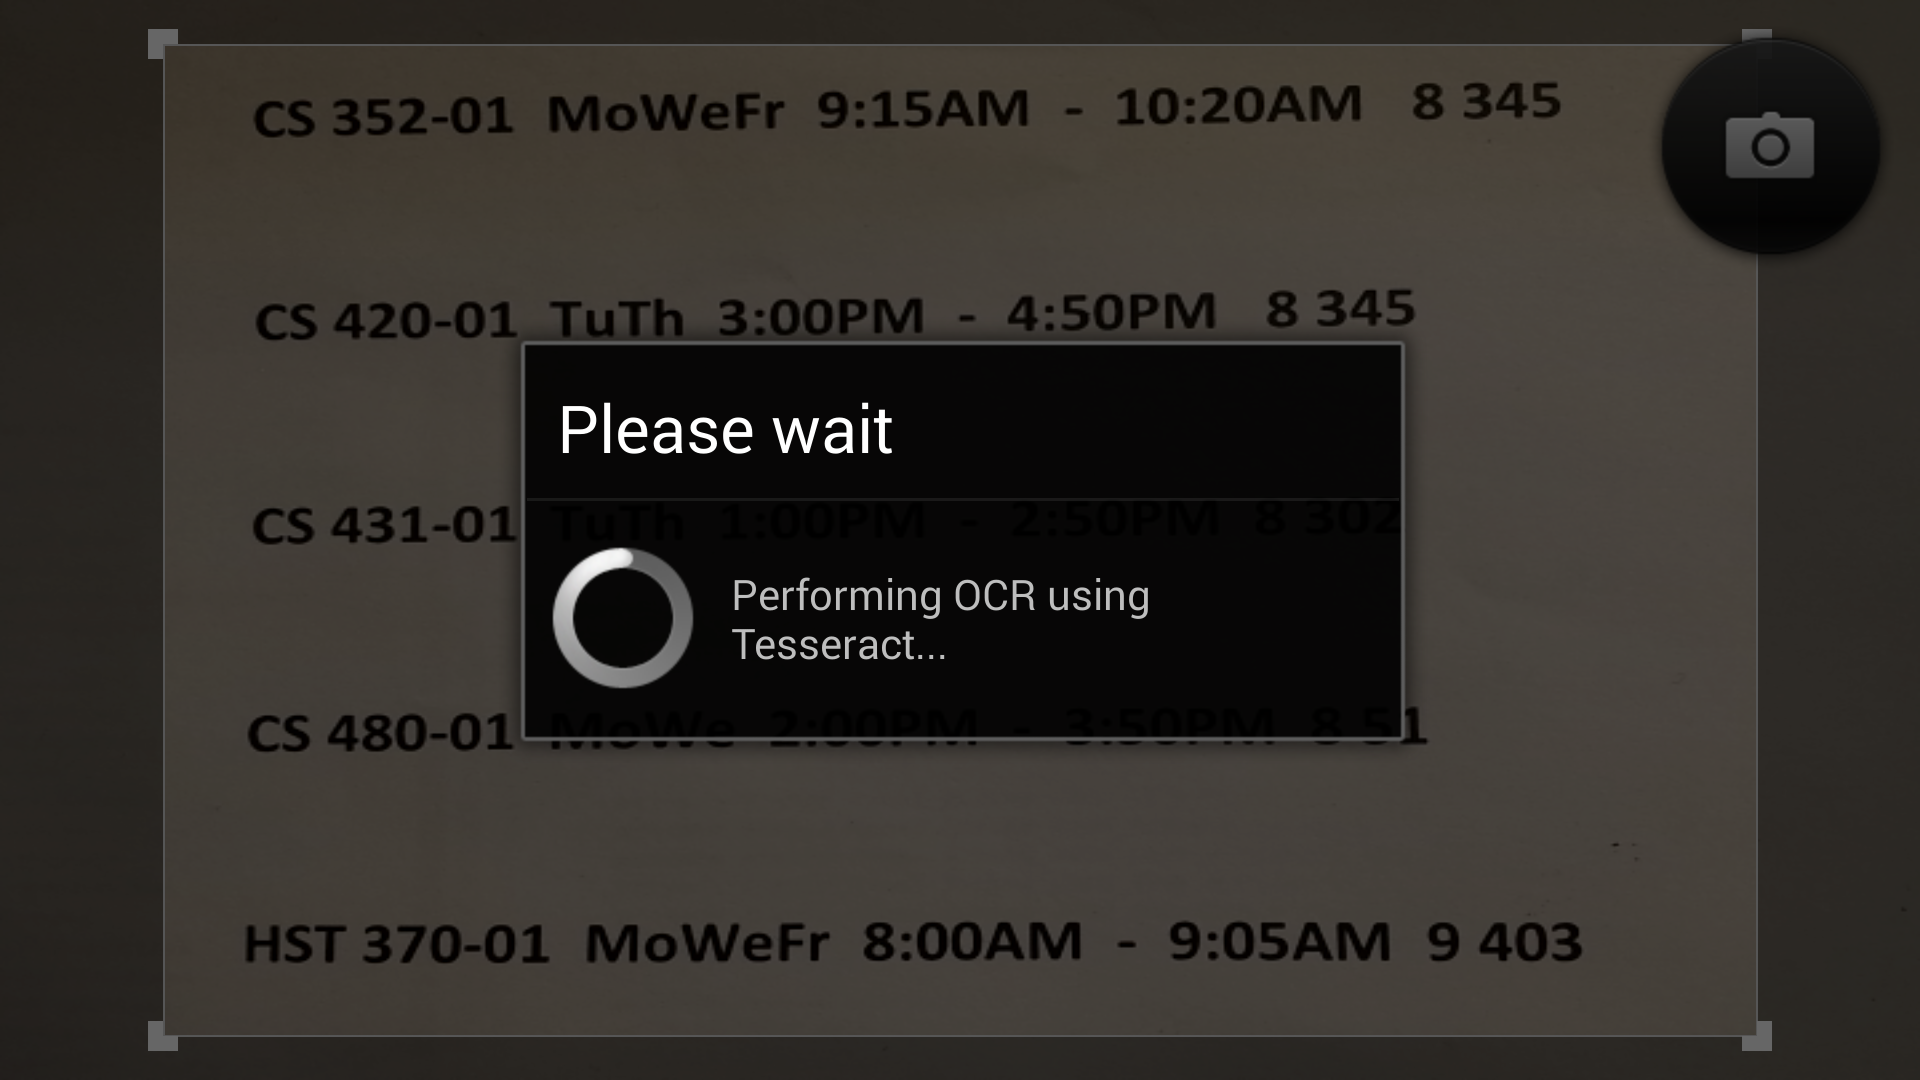 CS 352-01 MoWeFr 9:15AM - 10:20AM 8 345
CS 420-01 TuTh 3:00PM - 4:50PM 8 345
Please wait
CS 431-01 TuTh 1:00PM - 2:50PM 8 302
Performing OCR using
Tesseract...
CS 480-01 MoWe 2:00PM - 3:50PM 8 51
HST 370-01 MoWeFr 8:00AM - 9:05AM 9 403